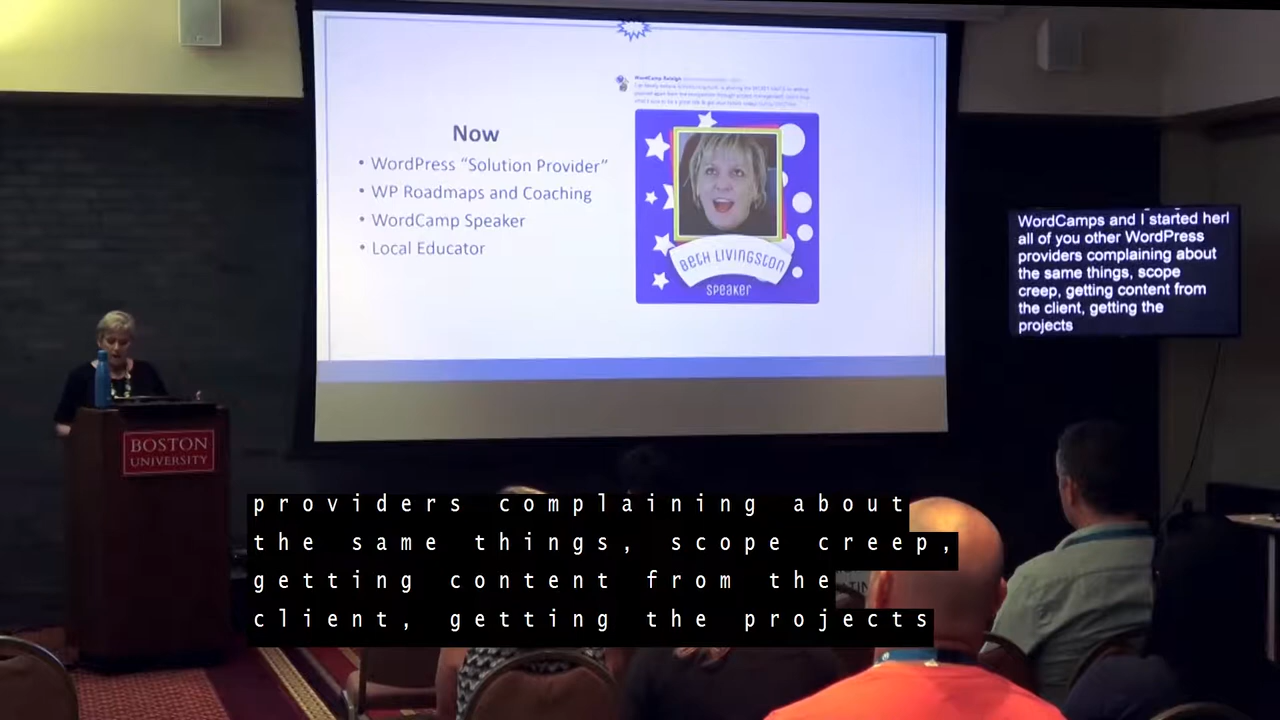 WordCamp Raleigh
Now
• WordPress “Solution Provider”
• WP Roadmaps and Coaching
• WordCamp Speaker
• Local Educator
BETH LIVINGSTON
SPEAKER
WordCamps and I started herl
all of you other WordPress
providers complaining about
the same things, scope
creep, getting content from
the client, getting the
projects
BOSTON
UNIVERSITY
providers complaining about
the same things, scope creep,
getting content from the
client, getting the projects